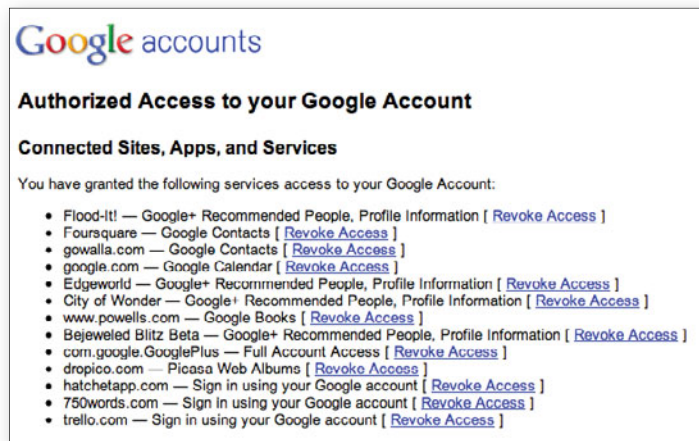 Google accounts
Authorized Access to your Google Account
Connected Sites, Apps, and Services
You have granted the following services access to your Google Account:
• Flood-It! — Google+ Recommended People, Profile Information [ Revoke Access ]
• Foursquare — Google Contacts [ Revoke Access ]
• gowalla.com — Google Contacts [ Revoke Access ]
• google.com — Google Calendar [ Revoke Access ]
• Edgeworld — Google+ Recommended People, Profile Information [ Revoke Access ]
• City of Wonder — Google+ Recommended People, Profile Information [ Revoke Access ]
• www.powells.com — Google Books [ Revoke Access ]
• Bejeweled Blitz Beta — Google+ Recommended People, Profile Information [ Revoke Access ]
• com.google.GooglePlus — Full Account Access [ Revoke Access ]
• dropico.com — Picasa Web Albums [ Revoke Access ]
• hatchetapp.com — Sign in using your Google account [ Revoke Access ]
• 750words.com — Sign in using your Google account [ Revoke Access ]
• trello.com — Sign in using your Google account [ Revoke Access ]